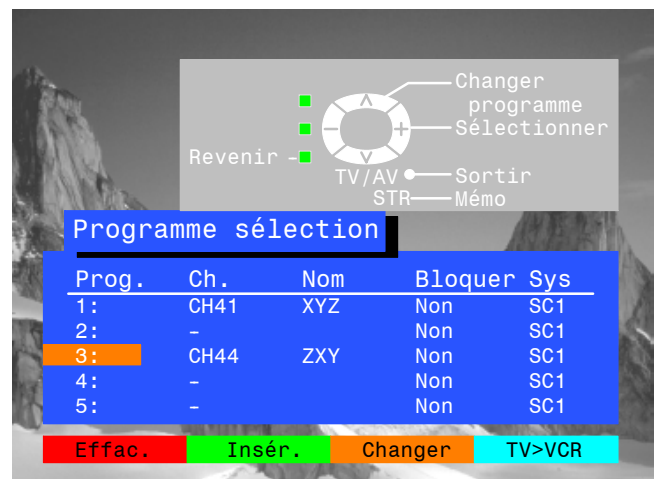 Changer
programme
Sélectionner
Revenir
TV/AV Sortir
STR Mémo
Programme sélection
Prog. Ch. Nom Bloquer Sys
1: CH41 XYZ Non SC1
2: - Non SC1
3: CH44 ZXY Non SC1
4: - Non SC1
5: - Non SC1
Effac. Insér. Changer TV>VCR